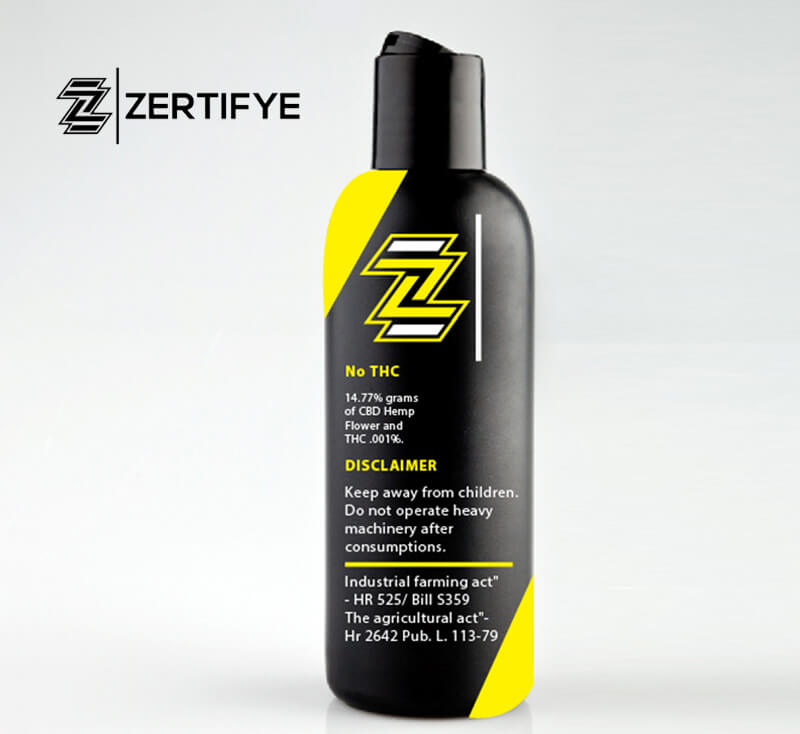 ZERTIFYE
No THC
14.77% grams
of CBD Hemp
Flower and
THC .001%.
DISCLAIMER
Keep away from children.
Do not operate heavy
machinery after
consumptions.
Industrial farming act"
- HR 525/ Bill S359
The agricultural act"-
Hr 2642 Pub. L. 113-79